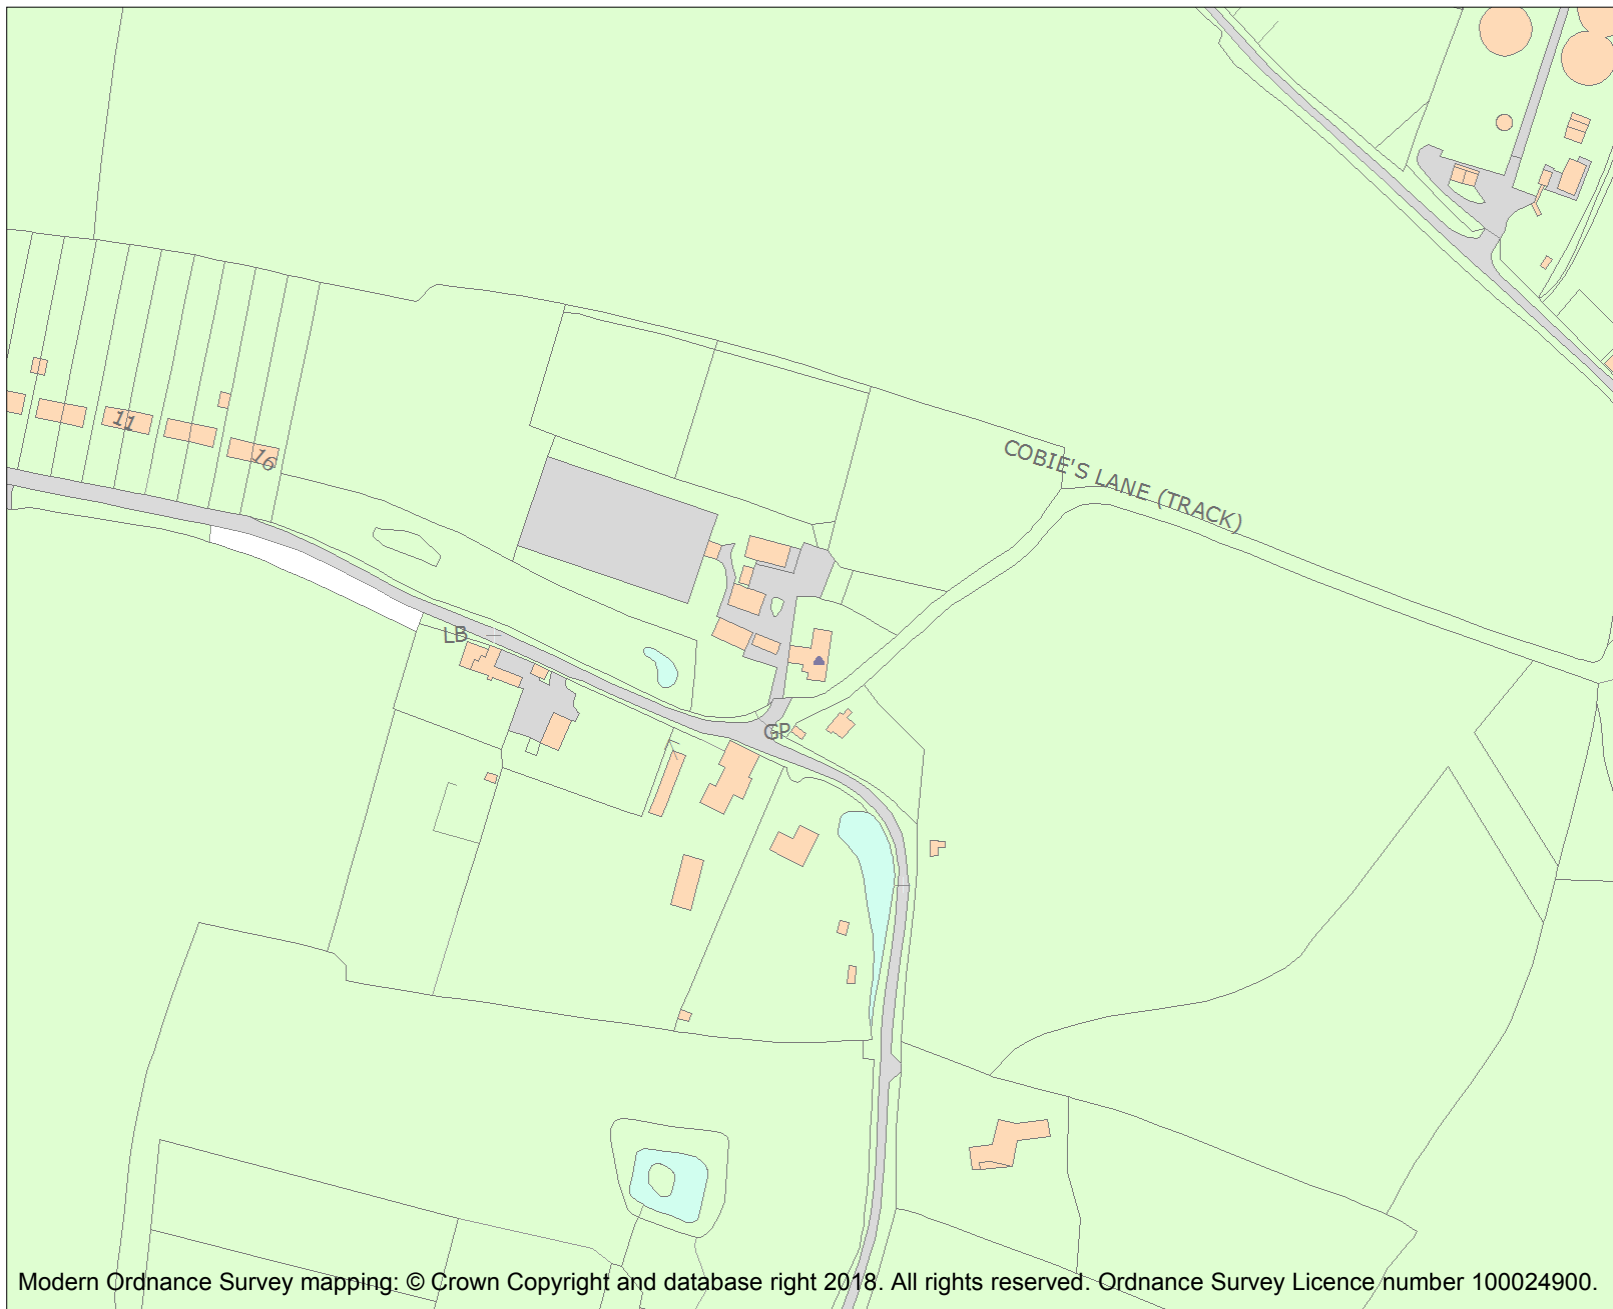 11
16
COBIE'S LANE (TRACK)
LB
GP
Modern Ordnance Survey mapping: © Crown Copyright and database right 2018. All rights reserved. Ordnance Survey Licence number 100024900.